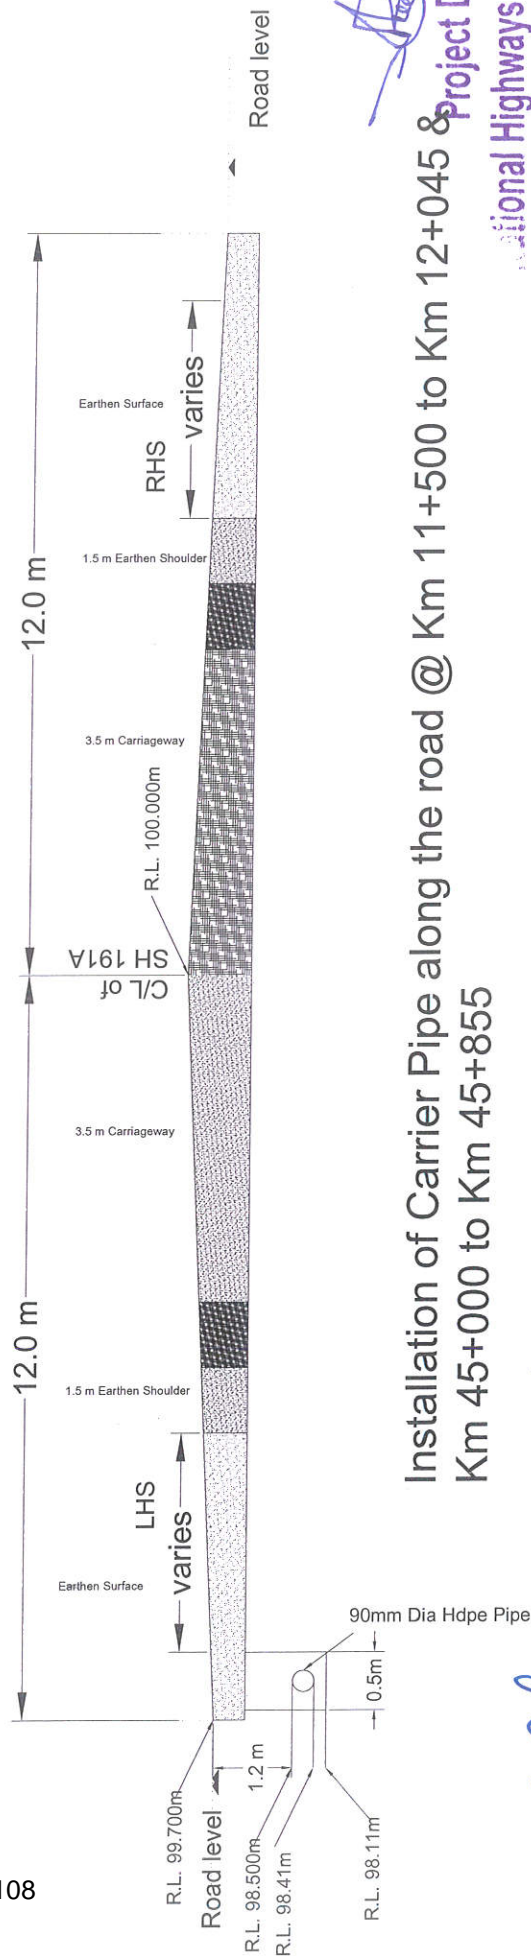 12.0 m
12.0 m
Earthen Surface
LHS
varies
1.5 m Earthen Shoulder
3.5 m Carriageway
C/L of
SH 191A
R.L. 100.000m
3.5 m Carriageway
1.5 m Earthen Shoulder
RHS
varies
Earthen Surface
Road level
R.L. 99.700m
Road level
1.2 m
R.L. 98.500m
R.L. 98.41m
R.L. 98.11m
0.5m
90mm Dia Hdpe Pipe
Installation of Carrier Pipe along the road @ Km 11+500 to Km 12+045 &
Km 45+000 to Km 45+855
Project
Highways
108